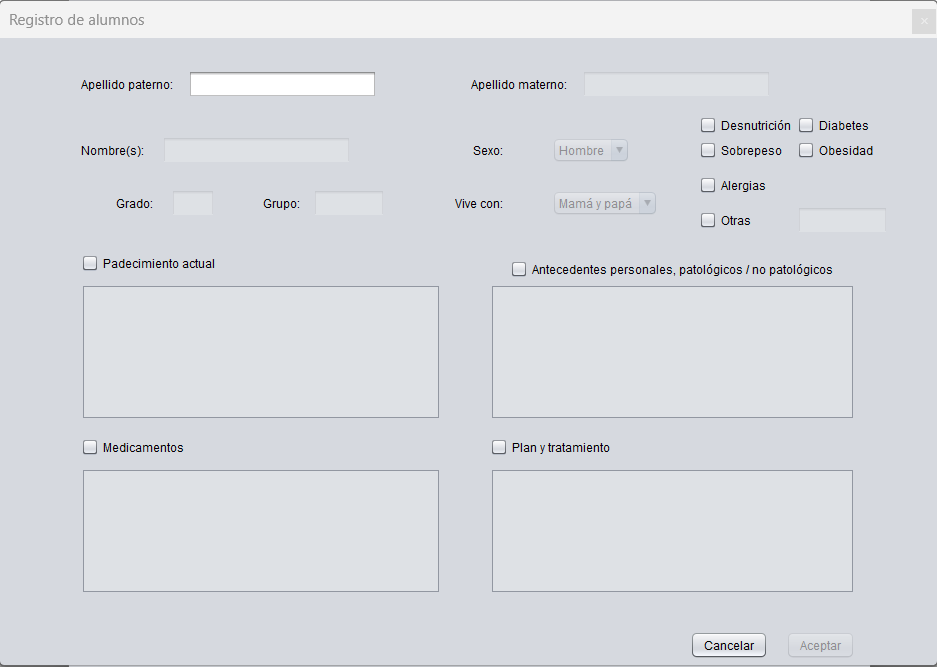 Registro de alumnos
Apellido paterno:
Apellido materno:
Desnutrición
Diabetes
Nombre(s):
Sexo:
Hombre
Sobrepeso
Obesidad
Alergias
Grado:
Grupo:
Vive con:
Mamá y papá
Otras
Padecimiento actual
Antecedentes personales, patológicos / no patológicos
Medicamentos
Plan y tratamiento
Cancelar
Aceptar